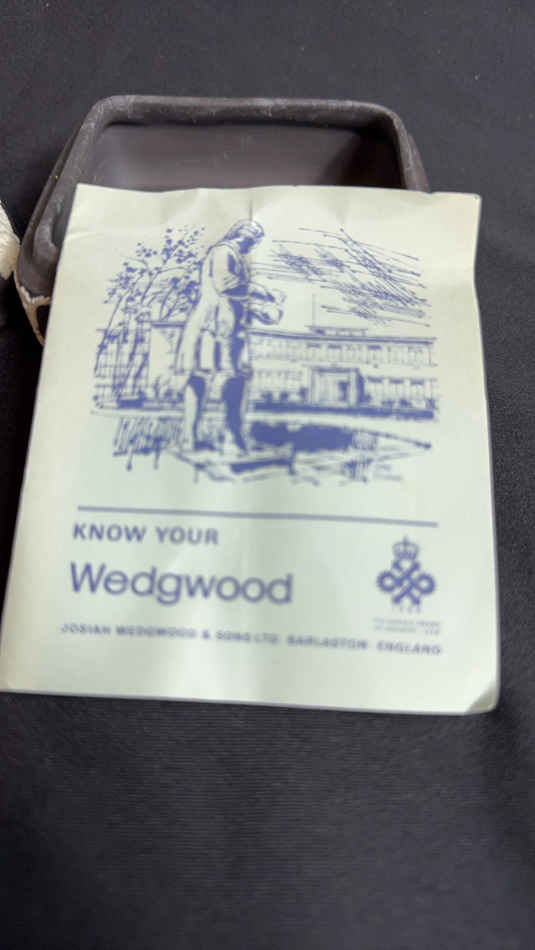 KNOW YOUR
Wedgwood
JOSIAH WEDGWOOD & SONS LTD BARLASTON ENGLAND